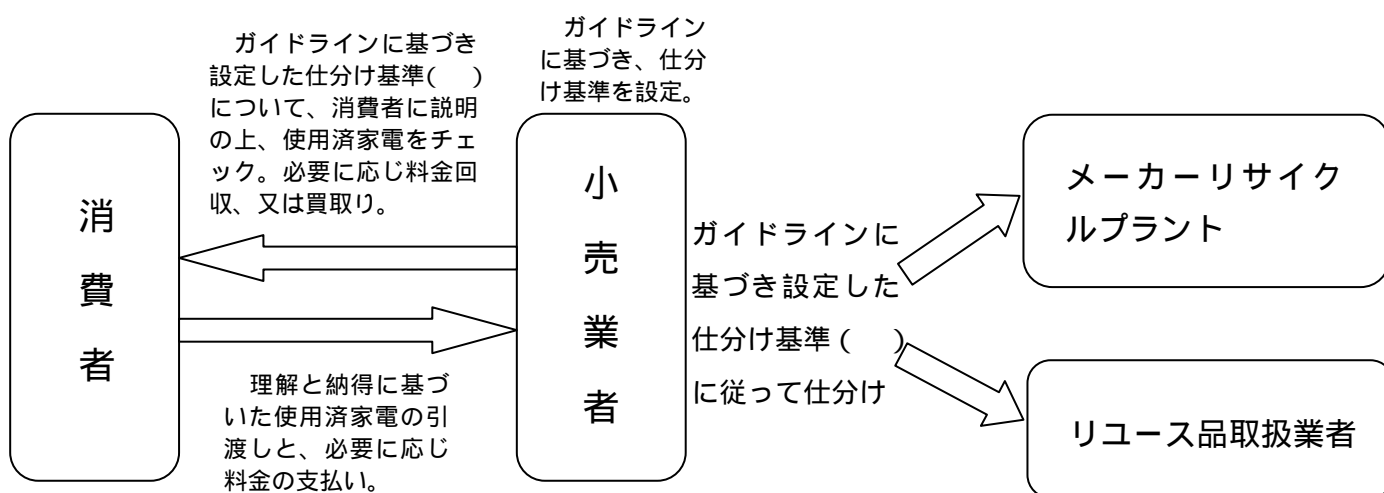 ガイドラインに基づき
設定した仕分け基準(　)
について、消費者に説明
の上、使用済家電をチェ
ック。必要に応じ料金回
収、又は買取り。
ガイドライン
に基づき、仕分
け基準を設定。
消費者
小売業者
理解と納得に基づ
いた使用済家電の引
渡しと、必要に応じ
料金の支払い。
ガイドラインに
基づき設定した
仕分け基準(　)
に従って仕分け
メーカーリサイク
ルプラント
リユース品取扱業者